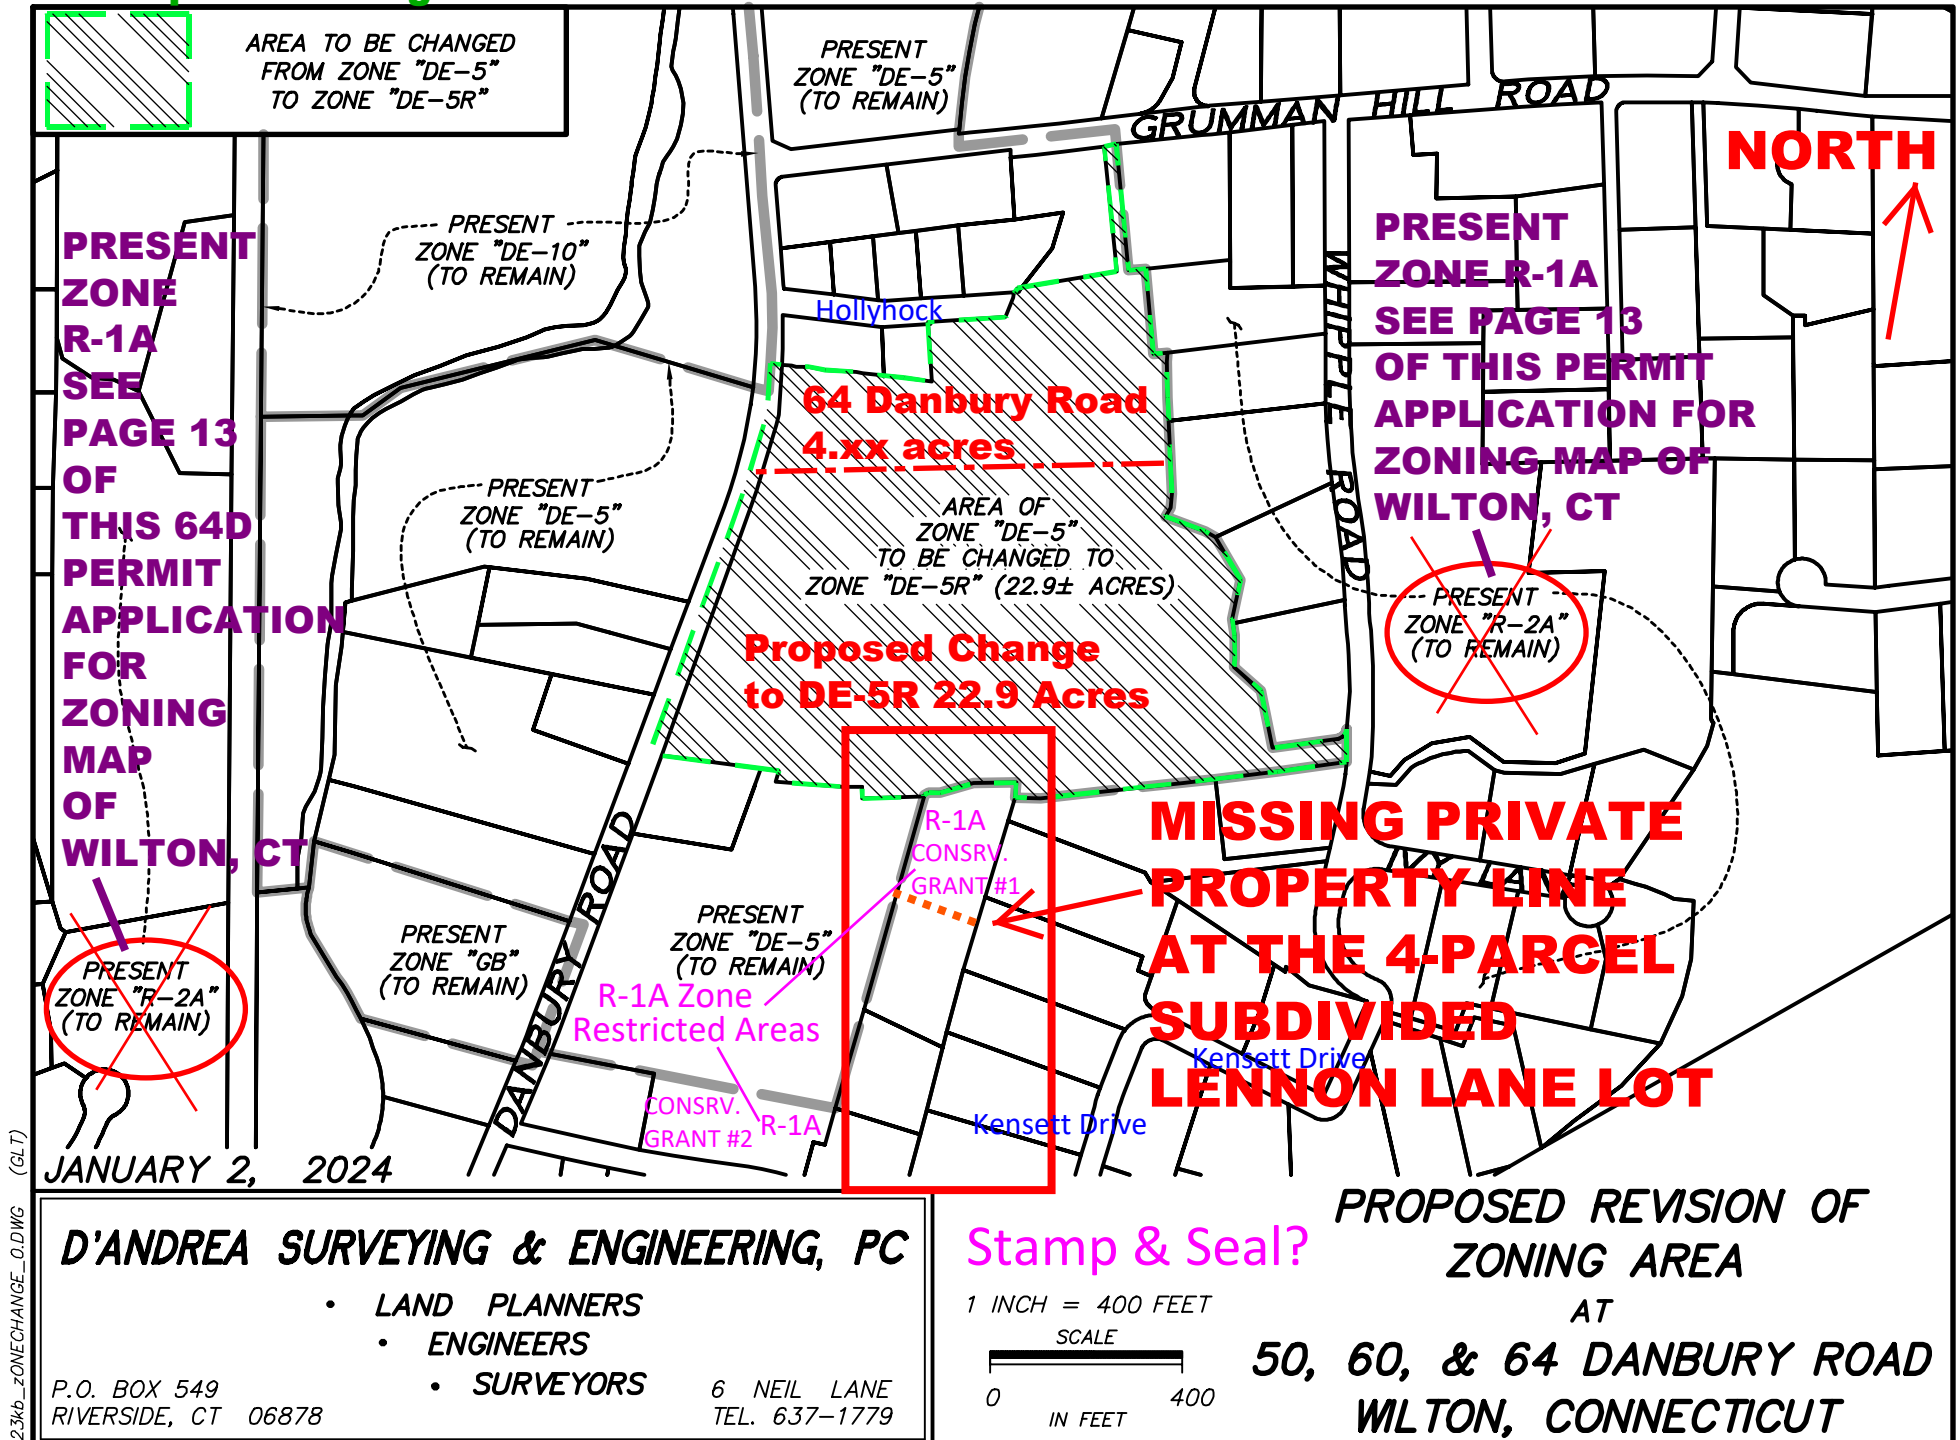 AREA TO BE CHANGED
FROM ZONE "DE-5"
TO ZONE "DE-5R"
PRESENT
ZONE "DE-5"
(TO REMAIN)
GRUMMAN HILL ROAD
NORTH
PRESENT
ZONE "DE-10"
(TO REMAIN)
PRESENT
ZONE
R-1A
SEE
PAGE 13
OF
THIS 64D
PERMIT
APPLICATION
FOR
ZONING
MAP
OF
WILTON, CT
PRESENT
ZONE R-1A
SEE PAGE 13
OF THIS PERMIT
APPLICATION FOR
ZONING MAP OF
WILTON, CT
WHIPPLE ROAD
Hollyhock
64 Danbury Road
4.xx acres
PRESENT
ZONE "DE-5"
(TO REMAIN)
AREA OF
ZONE "DE-5"
TO BE CHANGED TO
ZONE "DE-5R" (22.9± ACRES)
PRESENT
ZONE "R-2A"
(TO REMAIN)
Proposed Change
to DE-5R 22.9 Acres
R-1A
CONSRV.
GRANT #1
MISSING PRIVATE
PROPERTY LINE
AT THE 4-PARCEL
SUBDIVIDED
LENNON LANE LOT
PRESENT
ZONE "GB"
(TO REMAIN)
PRESENT
ZONE "DE-5"
(TO REMAIN)
PRESENT
ZONE "R-2A"
(TO REMAIN)
DANBURY ROAD
R-1A Zone
Restricted Areas
Kensett Drive
CONSRV.
GRANT #2
R-1A
Kensett Drive
JANUARY 2, 2024
D'ANDREA SURVEYING & ENGINEERING, PC
• LAND PLANNERS
• ENGINEERS
• SURVEYORS
P.O. BOX 549
RIVERSIDE, CT 06878
6 NEIL LANE
TEL. 637-1779
Stamp & Seal?
1 INCH = 400 FEET
SCALE
0 400
IN FEET
PROPOSED REVISION OF
ZONING AREA
AT
50, 60, & 64 DANBURY ROAD
WILTON, CONNECTICUT
23kb_zONECHANGE_0.DWG (GLT)